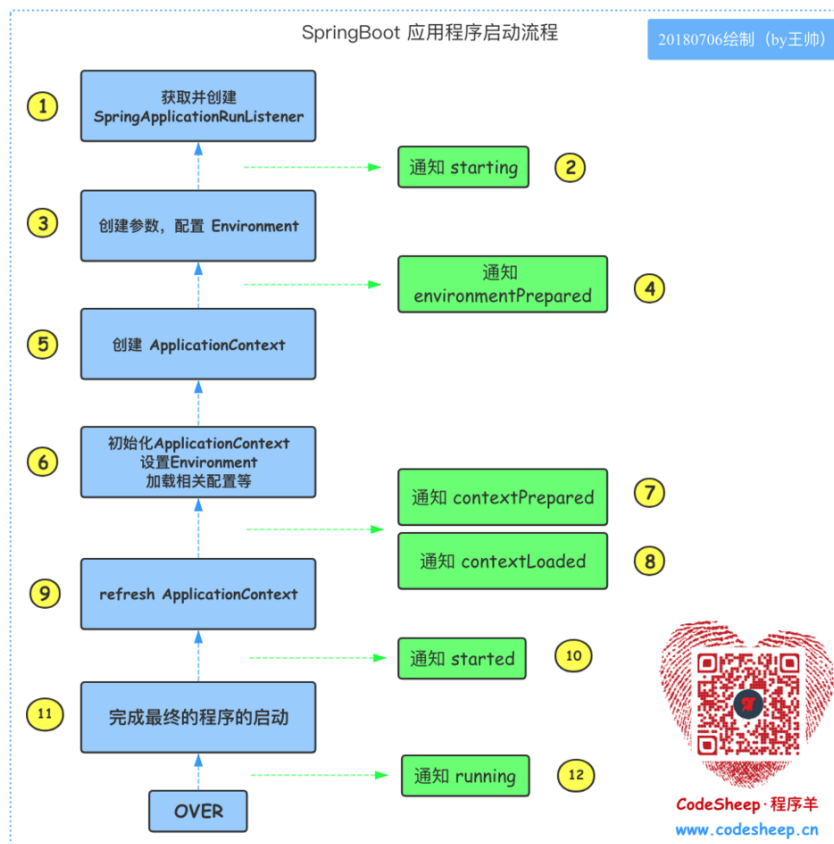 SpringBoot 应用程序启动流程
20180706绘制（by王帅）
1
获取并创建
SpringApplicationRunListener
通知 starting
2
3
创建参数，配置 Environment
通知
environmentPrepared
4
5
创建 ApplicationContext
6
初始化ApplicationContext
设置Environment
加载相关配置等
通知 contextPrepared
7
通知 contextLoaded
8
9
refresh ApplicationContext
通知 started
10
11
完成最终的程序的启动
通知 running
12
OVER
CodeSheep·程序羊
www.codesheep.cn